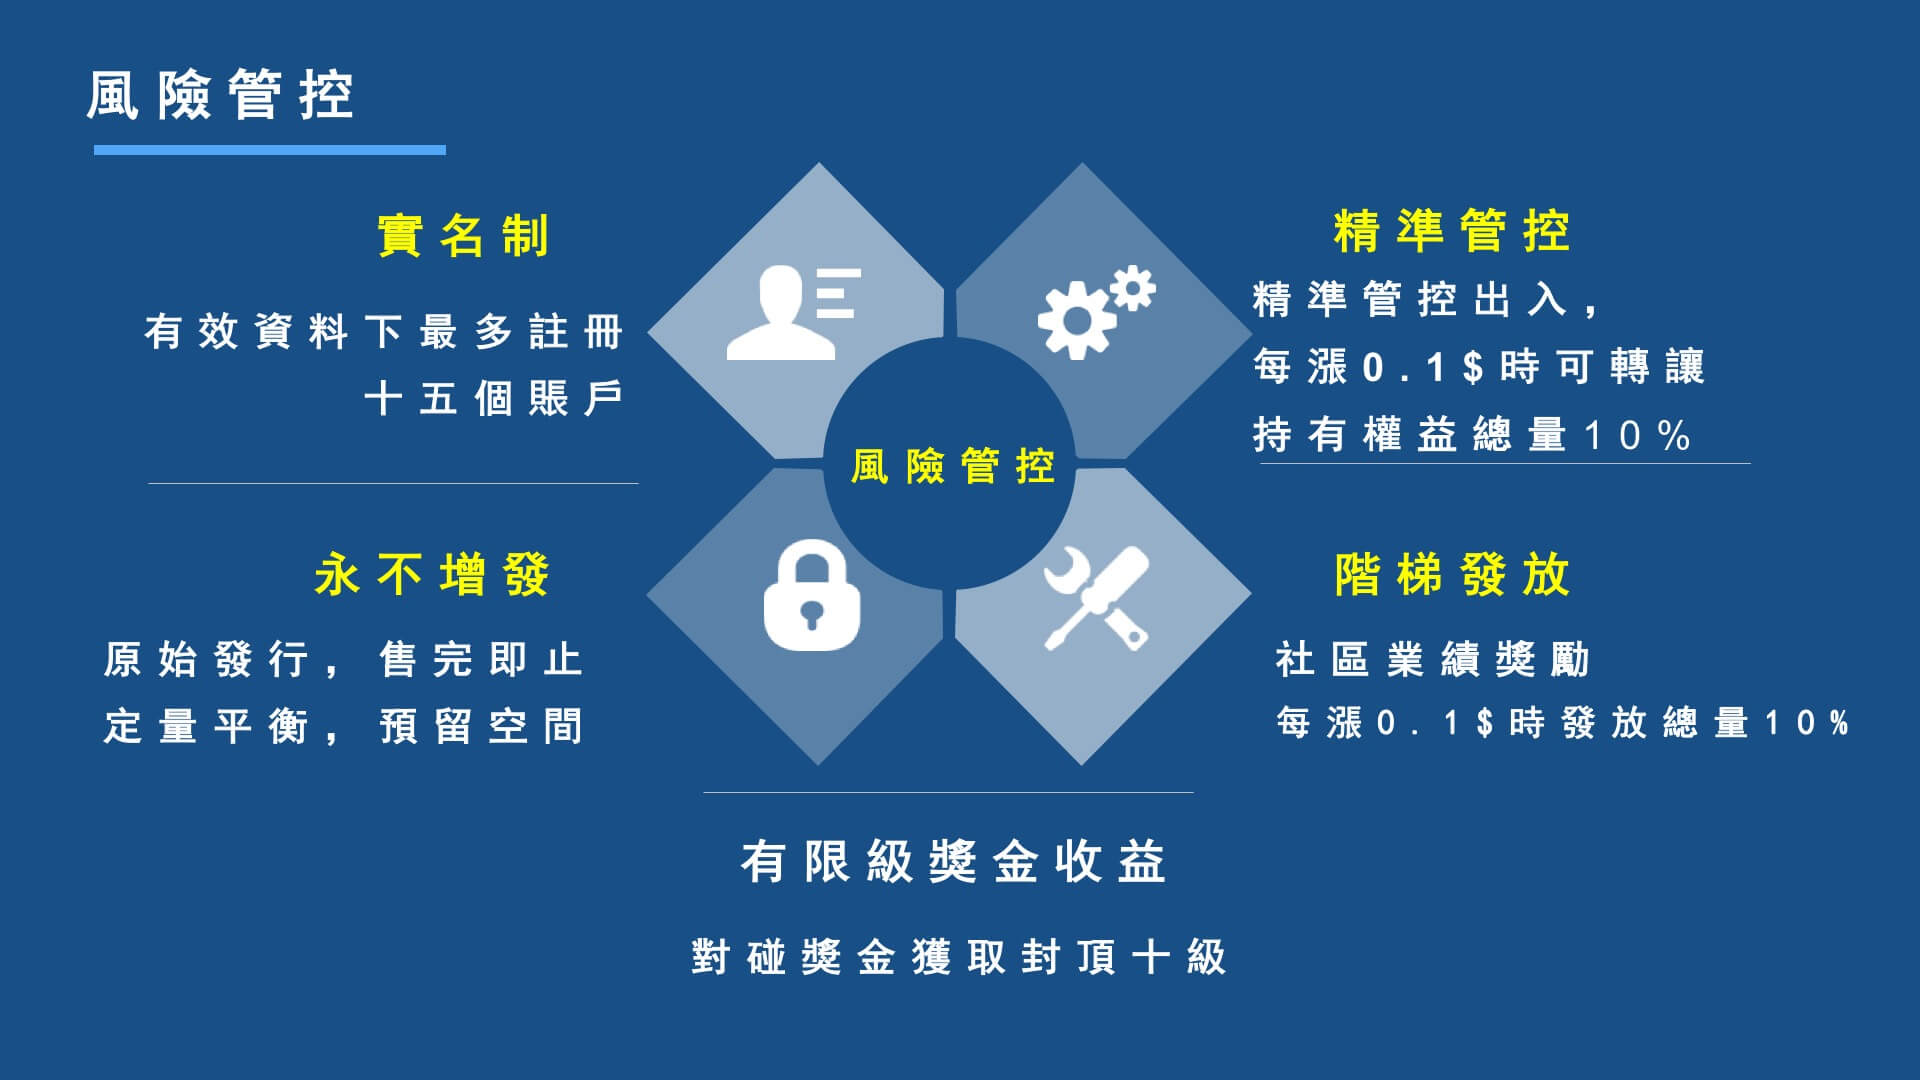 風險管控
實名制
有效資料下最多註冊
十五個賬戶
精準管控
精準管控出入，
每漲0.1$時可轉讓
持有權益總量10%
風險管控
永不增發
原始發行，售完即止
定量平衡，預留空間
階梯發放
社區業績獎勵
每漲0.1$時發放總量10%
有限級獎金收益
對碰獎金獲取封頂十級